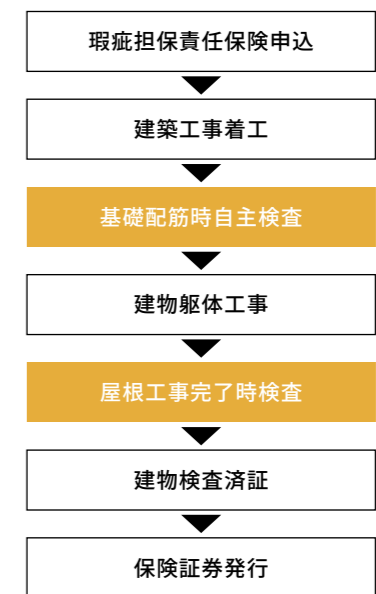 瑕疵担保責任保険申込
建築工事着工
基礎配筋時自主検査
建物躯体工事
屋根工事完了時検査
建物検査済証
保険証券発行